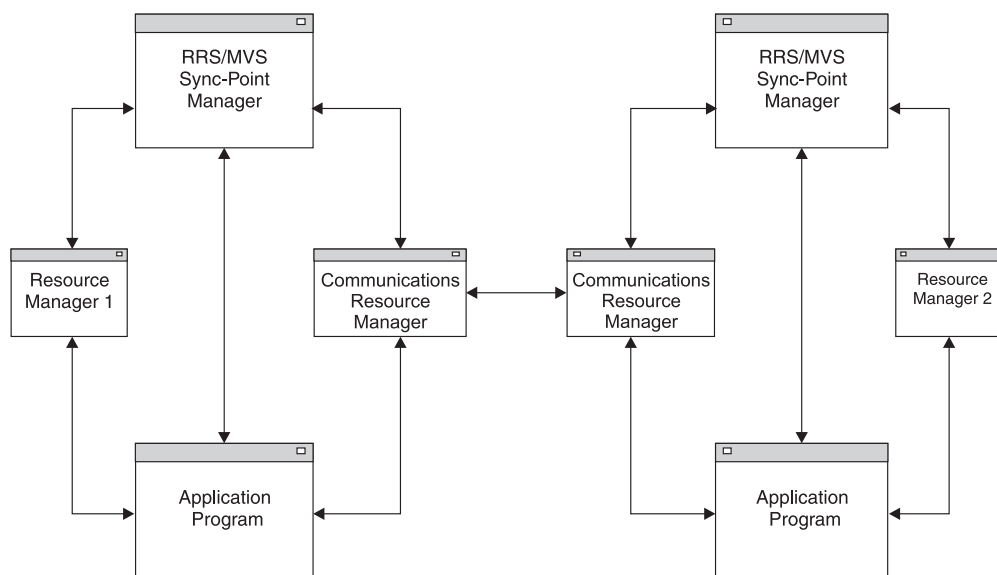 RRS/MVS
Sync-Point
Manager
RRS/MVS
Sync-Point
Manager
Resource
Manager 1
Communications
Resource
Manager
Communications
Resource
Manager
Resource
Manager 2
Application
Program
Application
Program